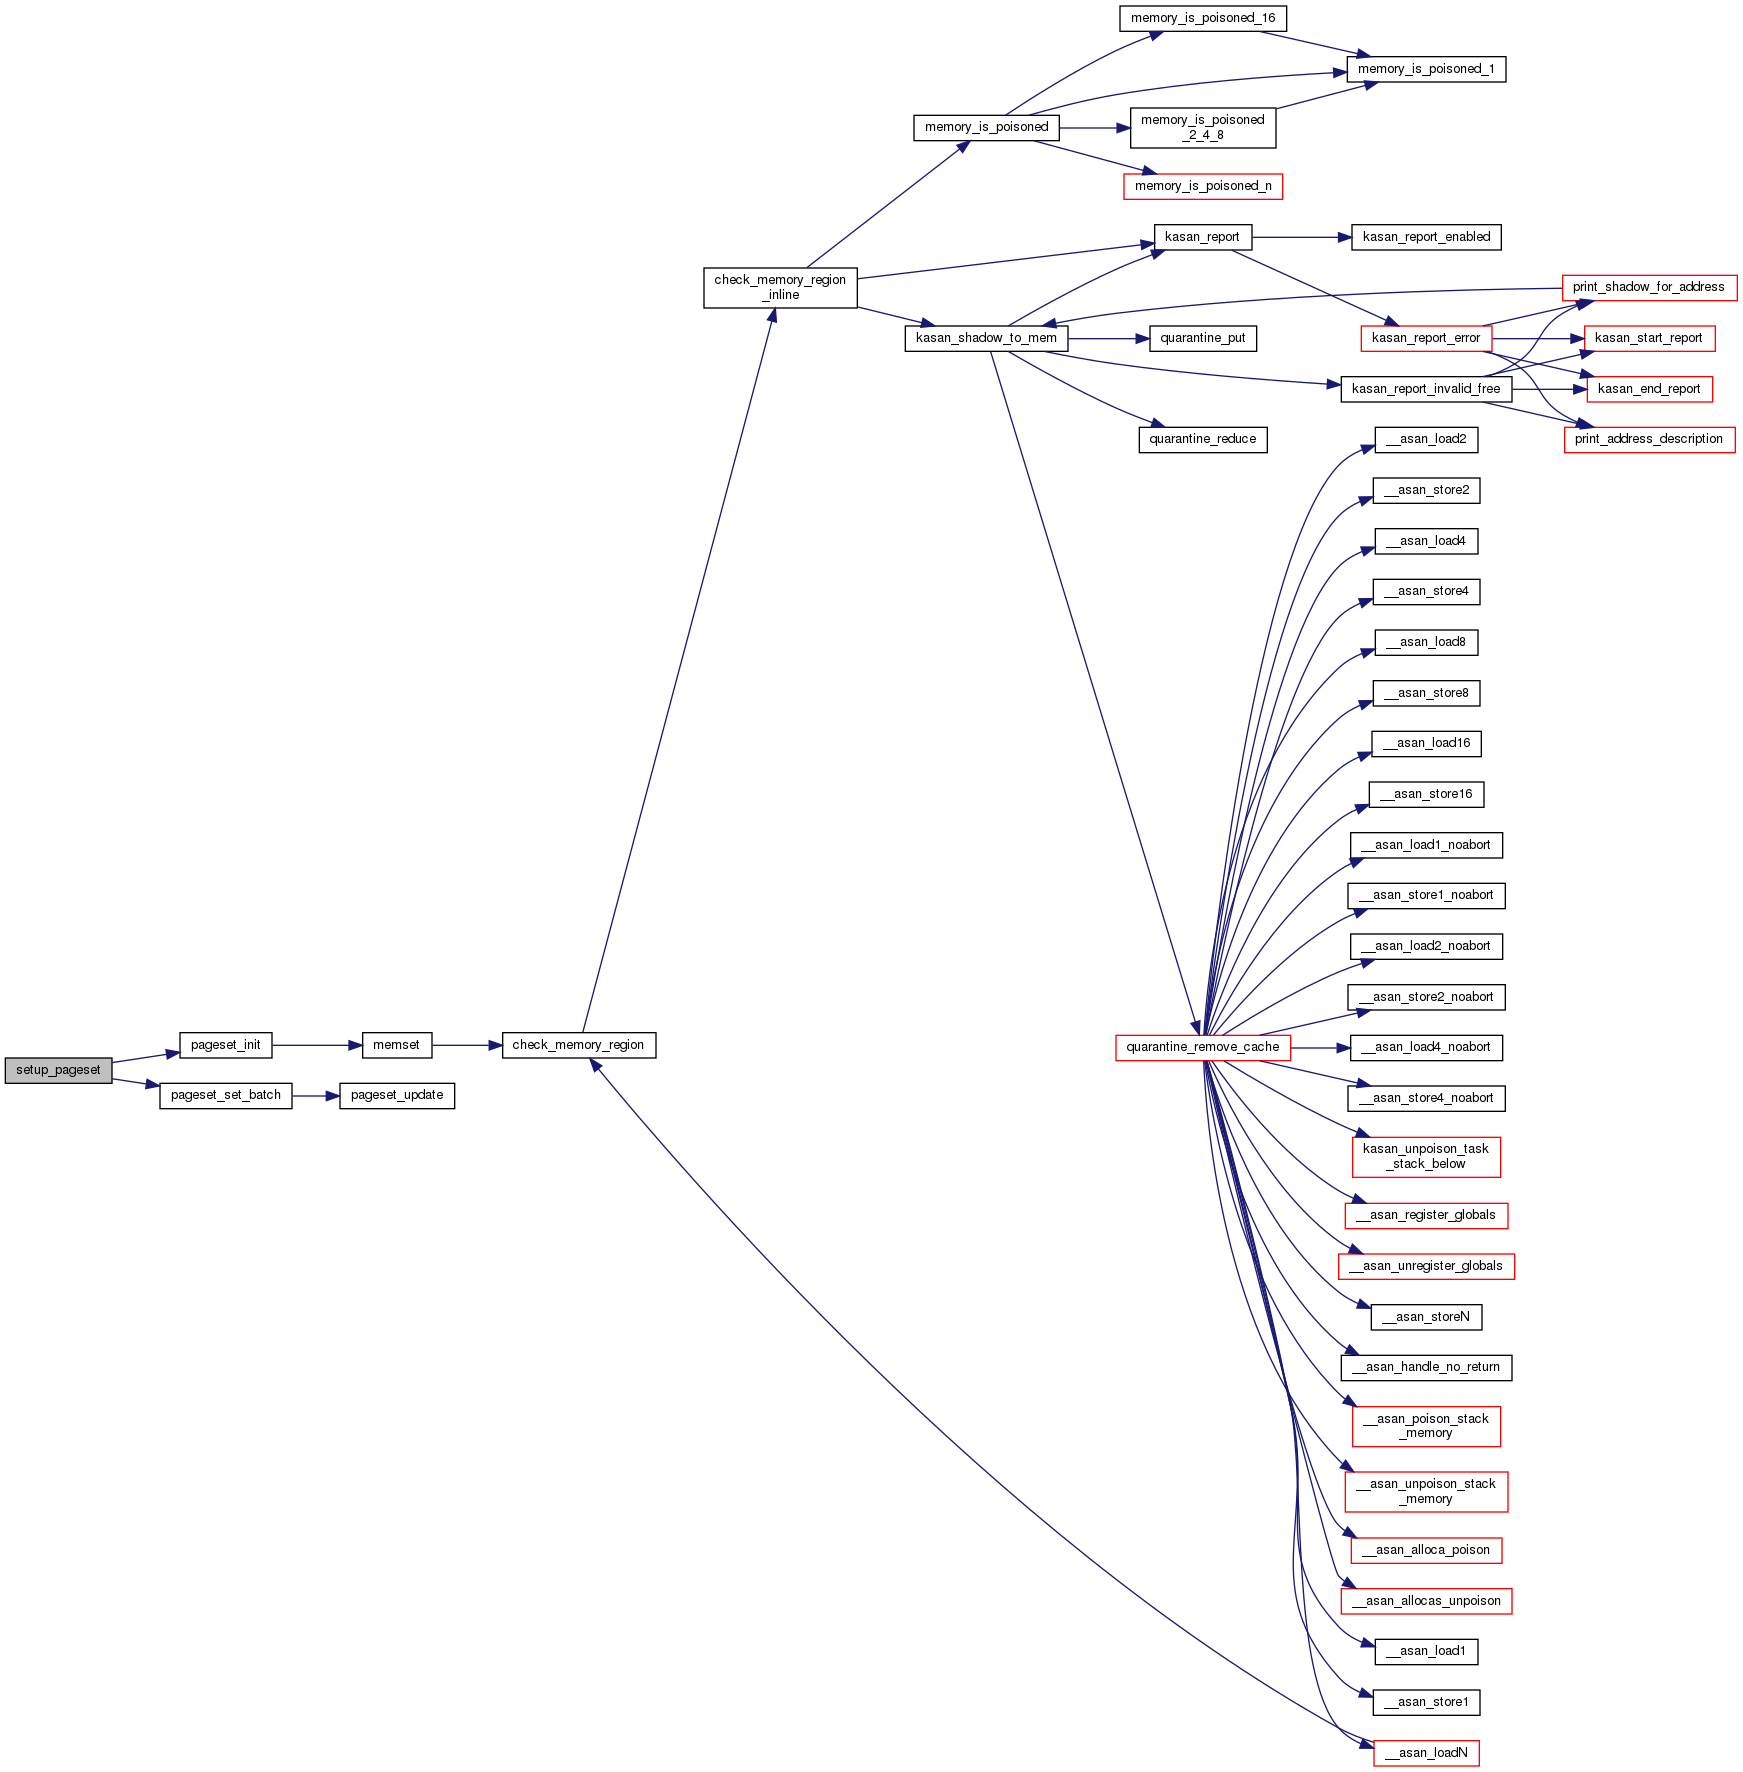 memory_is_poisoned_16
memory_is_poisoned_1
memory_is_poisoned
memory_is_poisoned
_2_4_8
memory_is_poisoned_n
kasan_report
kasan_report_enabled
check_memory_region
_inline
print_shadow_for_address
kasan_shadow_to_mem
quarantine_put
kasan_report_error
kasan_start_report
kasan_report_invalid_free
kasan_end_report
quarantine_reduce
print_address_description
__asan_load2
__asan_store2
__asan_load4
__asan_store4
__asan_load8
__asan_store8
__asan_load16
__asan_store16
__asan_load1_noabort
__asan_store1_noabort
__asan_load2_noabort
__asan_store2_noabort
setup_pageset
pageset_init
memset
check_memory_region
quarantine_remove_cache
__asan_load4_noabort
pageset_set_batch
pageset_update
__asan_store4_noabort
kasan_unpoison_task
_stack_below
__asan_register_globals
__asan_unregister_globals
__asan_storeN
__asan_handle_no_return
__asan_poison_stack
_memory
__asan_unpoison_stack
_memory
__asan_alloca_poison
__asan_allocas_unpoison
__asan_load1
__asan_store1
__asan_loadN